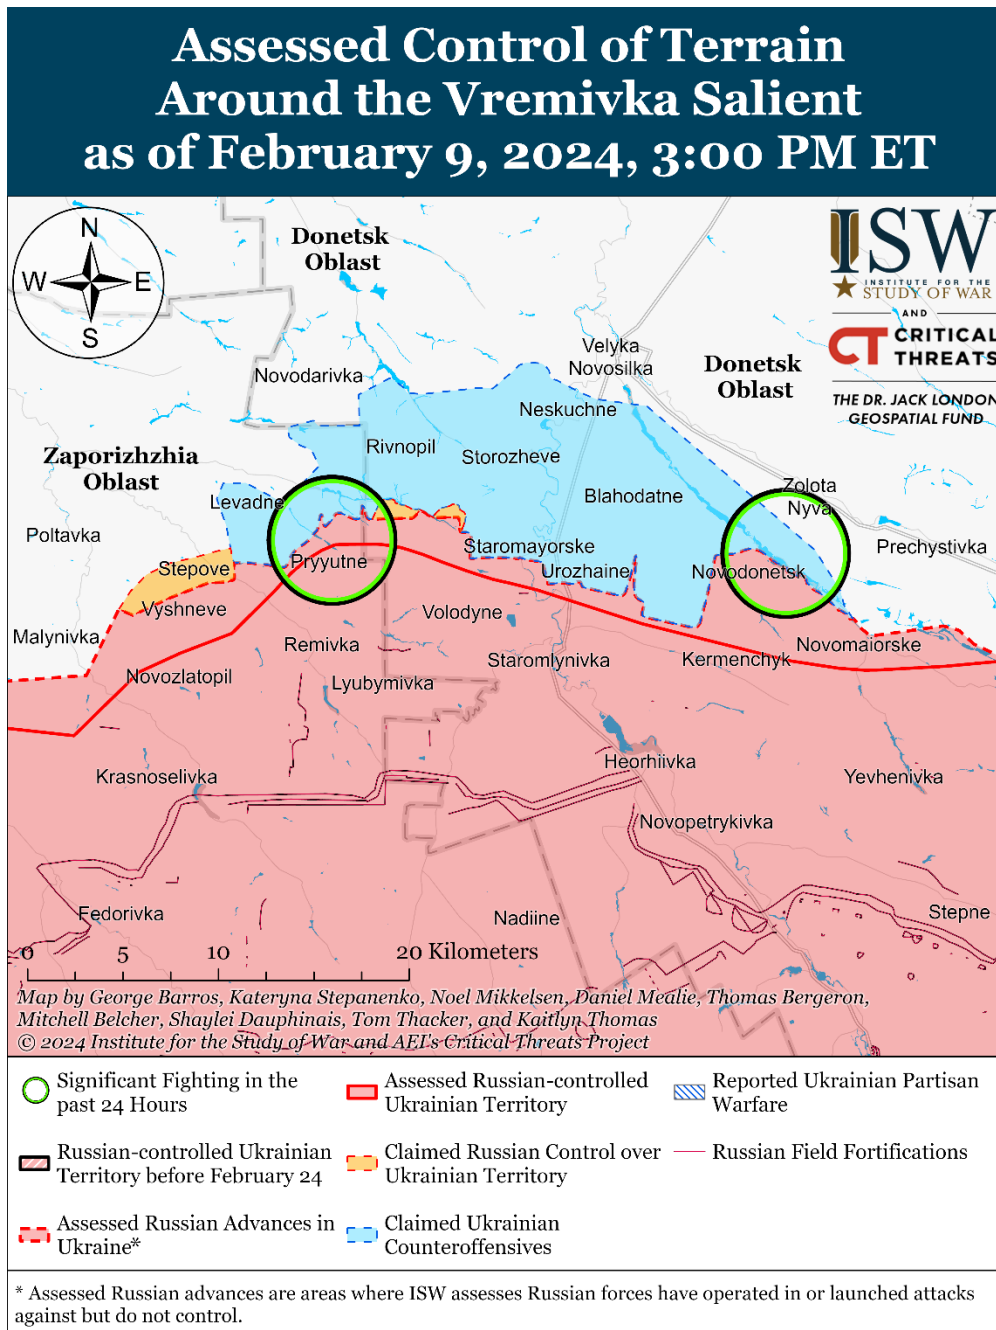 Assessed Control of Terrain
Around the Vremivka Salient
as of February 9, 2024, 3:00 PM ET
N
W E
S
Donetsk
Oblast
ISW
INSTITUTE FOR THE
STUDY OF WAR
AND
CT CRITICAL
THREATS
THE DR. JACK LONDON
GEOSPATIAL FUND
Velyka
Novosilka
Donetsk
Oblast
Novodarivka
Neskuchne
Rivnopil
Storozheve
Zaporizhzhia
Oblast
Zolota
Nyva
Blahodatne
Levadne
Poltavka
Prechystivka
Staromayorske
Pryyutne
Urozhaine
Novodonetsk
Stepove
Vyshneve
Volodyne
Malynivka
Remivka
Novomaiorske
Staromlynivka
Kermenchyk
Novozlatopil
Lyubymivka
Heorhiivka
Krasnoselivka
Yevhenivka
Novopetrykivka
Fedorivka
Nadiine
Stepne
0 5 10 20 Kilometers
Map by George Barros, Kateryna Stepanenko, Noel Mikkelsen, Daniel Mealie, Thomas Bergeron,
Mitchell Belcher, Shaylei Dauphinais, Tom Thacker, and Kaitlyn Thomas
© 2024 Institute for the Study of War and AEI's Critical Threats Project
Significant Fighting in the
past 24 Hours
Assessed Russian-controlled
Ukrainian Territory
Reported Ukrainian Partisan
Warfare
Russian-controlled Ukrainian
Territory before February 24
Claimed Russian Control over
Ukrainian Territory
Russian Field Fortifications
Assessed Russian Advances in
Ukraine*
Claimed Ukrainian
Counteroffensives
* Assessed Russian advances are areas where ISW assesses Russian forces have operated in or launched attacks
against but do not control.